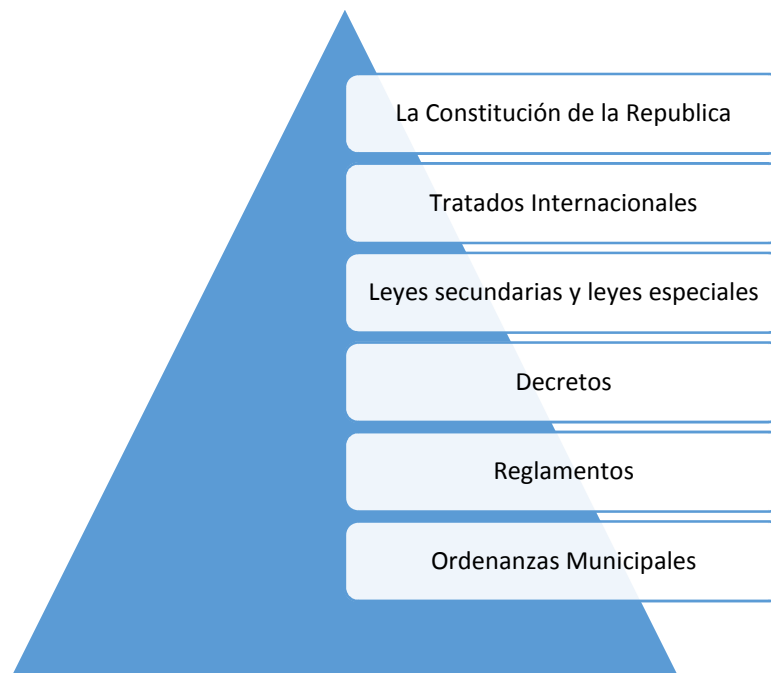 La Constitución de la Republica
Tratados Internacionales
Leyes secundarias y leyes especiales
Decretos
Reglamentos
Ordenanzas Municipales